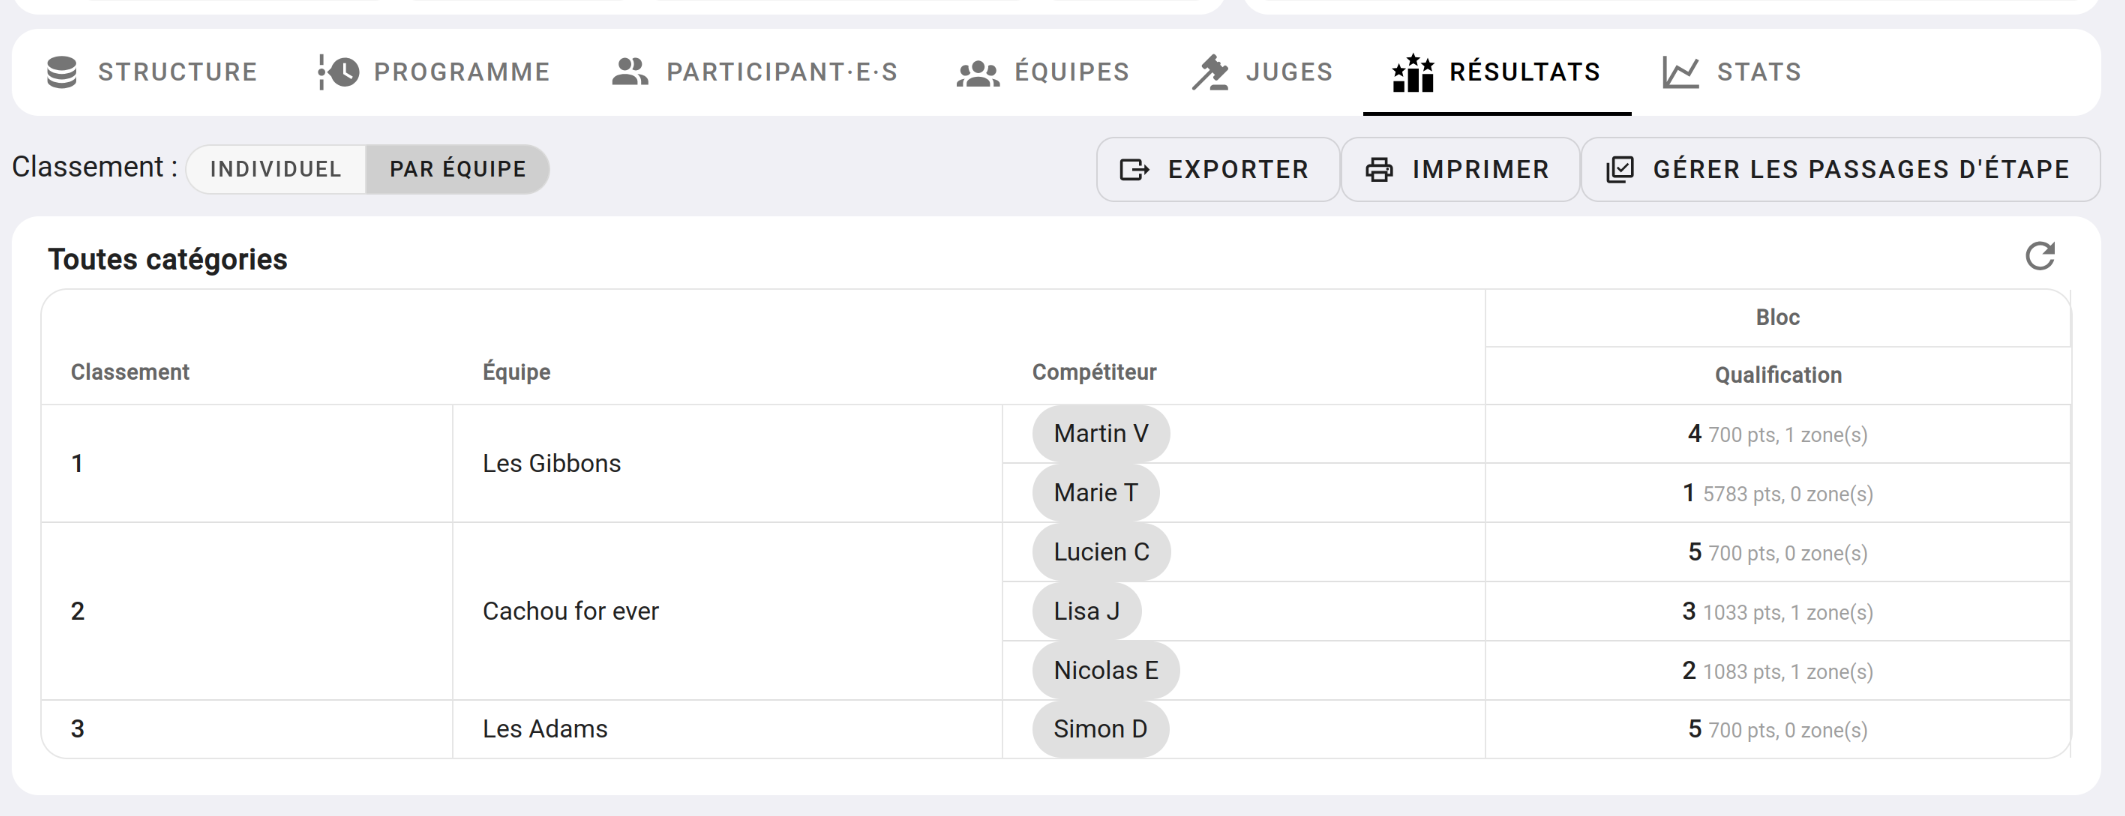 STRUCTURE PROGRAMME PARTICIPANT·E·S ÉQUIPES JUGES RÉSULTATS STATS
Classement : INDIVIDUEL PAR ÉQUIPE EXPORTER IMPRIMER GÉRER LES PASSAGES D'ÉTAPE
Toutes catégories
Bloc
Classement Équipe Compétiteur Qualification
1 Les Gibbons
Martin V 4 700 pts, 1 zone(s)
Marie T 1 5783 pts, 0 zone(s)
2 Cachou for ever
Lucien C 5 700 pts, 0 zone(s)
Lisa J 3 1033 pts, 1 zone(s)
Nicolas E 2 1083 pts, 1 zone(s)
3 Les Adams Simon D 5 700 pts, 0 zone(s)